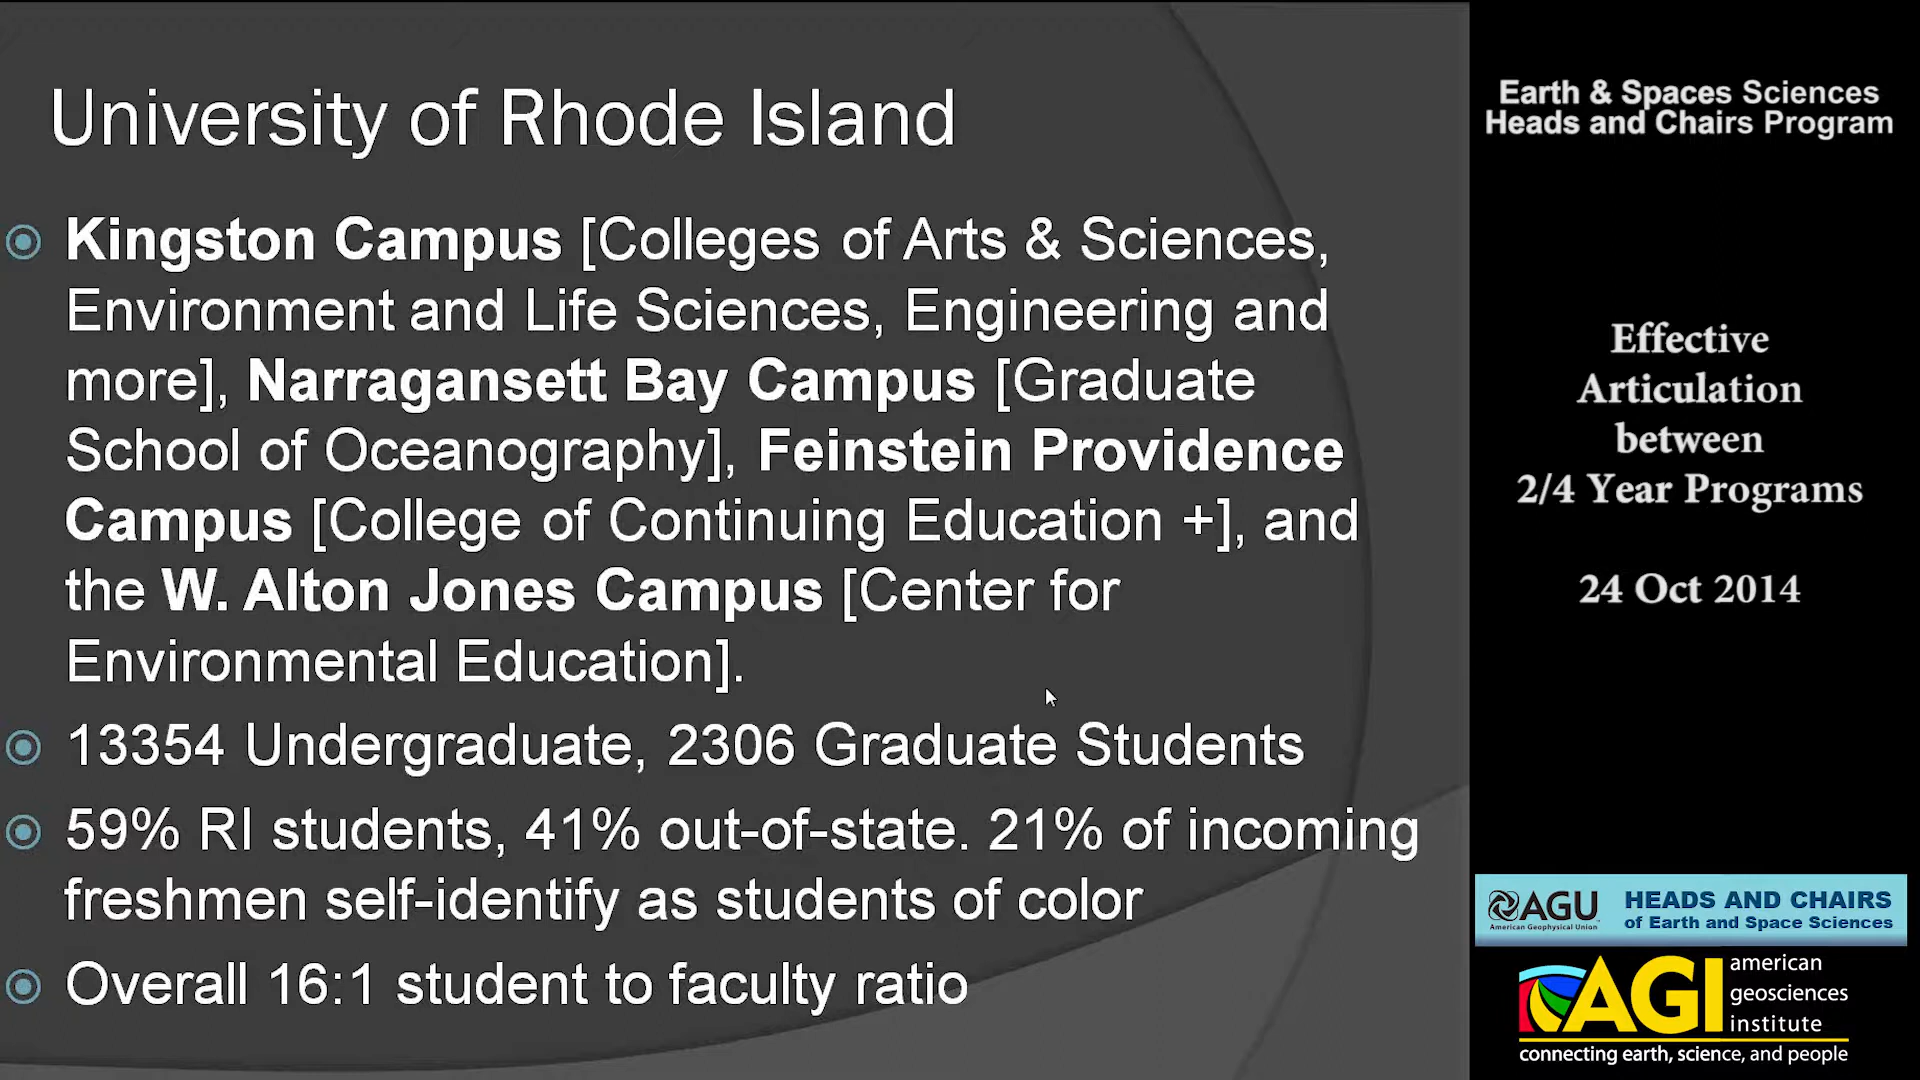 University of Rhode Island
Kingston Campus [Colleges of Arts & Sciences,
Environment and Life Sciences, Engineering and
more], Narragansett Bay Campus [Graduate
School of Oceanography], Feinstein Providence
Campus [College of Continuing Education +], and
the W. Alton Jones Campus [Center for
Environmental Education].
13354 Undergraduate, 2306 Graduate Students
59% RI students, 41% out-of-state. 21% of incoming
freshmen self-identify as students of color
Overall 16:1 student to faculty ratio
Earth & Spaces Sciences
Heads and Chairs Program
Effective
Articulation
between
2/4 Year Programs
24 Oct 2014
AGU
American Geophysical Union
HEADS AND CHAIRS
of Earth and Space Sciences
AGI
american
geosciences
institute
connecting earth, science, and people